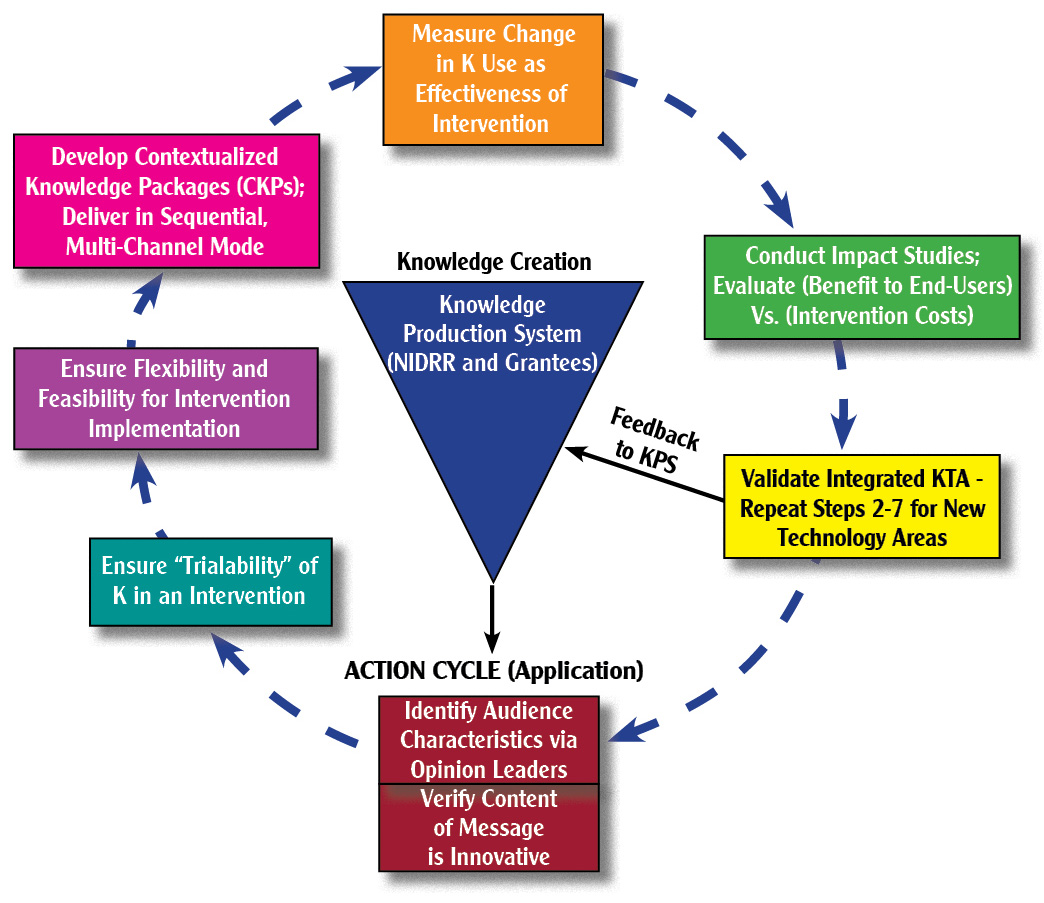 Measure Change
in K Use as
Effectiveness of
Intervention
Develop Contextualized
Knowledge Packages (CKPs);
Deliver in Sequential,
Multi-Channel Mode
Conduct Impact Studies;
Evaluate (Benefit to End-Users)
Vs. (Intervention Costs)
Knowledge Creation
Knowledge
Production System
(NIDRR and Grantees)
Ensure Flexibility and
Feasibility for Intervention
Implementation
Feedback
to KPS
Validate Integrated KTA -
Repeat Steps 2-7 for New
Technology Areas
Ensure “Trialability” of
K in an Intervention
ACTION CYCLE (Application)
Identify Audience
Characteristics via
Opinion Leaders
Verify Content
of Message
is Innovative